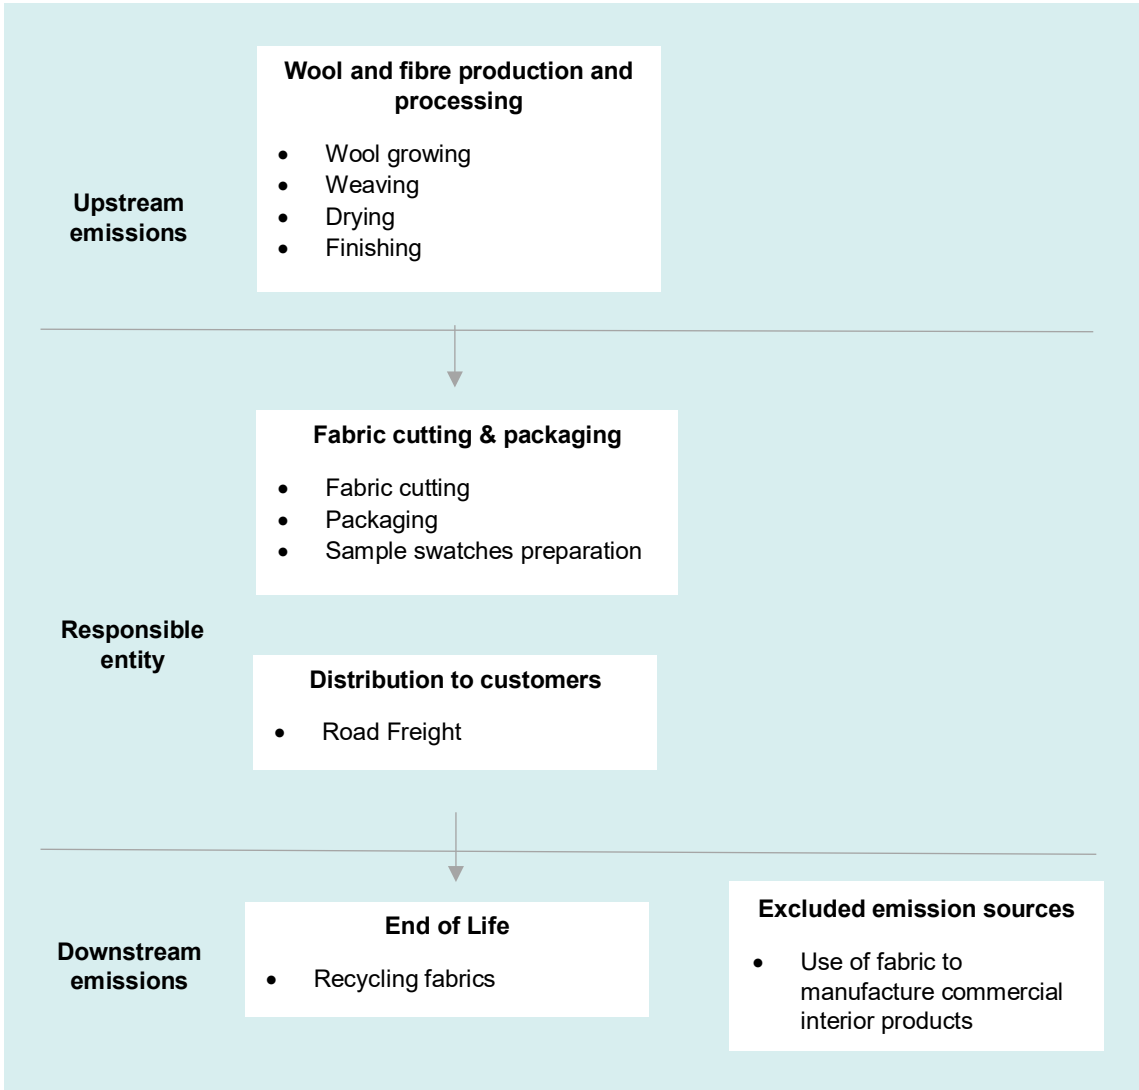 Wool and fibre production and
processing
• Wool growing
• Weaving
• Drying
• Finishing
Upstream
emissions
Fabric cutting & packaging
• Fabric cutting
• Packaging
• Sample swatches preparation
Responsible
entity
Distribution to customers
• Road Freight
End of Life
• Recycling fabrics
Downstream
emissions
Excluded emission sources
• Use of fabric to
manufacture commercial
interior products